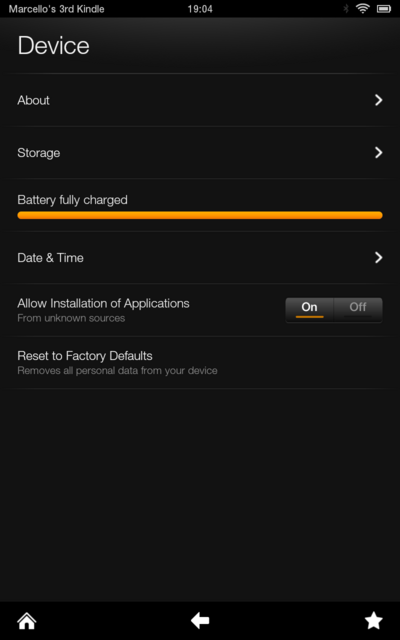 Marcello's 3rd Kindle 19:04
Device
About
Storage
Battery fully charged
Date & Time
Allow Installation of Applications
From unknown sources
On Off
Reset to Factory Defaults
Removes all personal data from your device